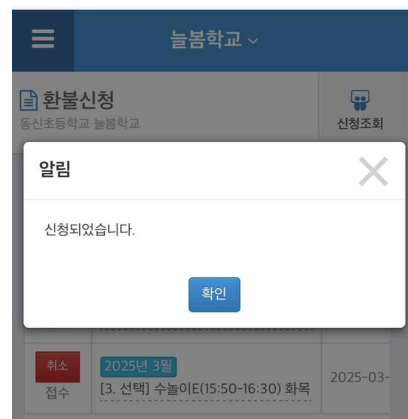 늘봄학교
환불신청
동신초등학교 늘봄학교
신청조회
알림
신청되었습니다.
확인
취소
접수
2025년 3월
[3. 선택] 수놀이E(15:50-16:30) 화목
2025-03-